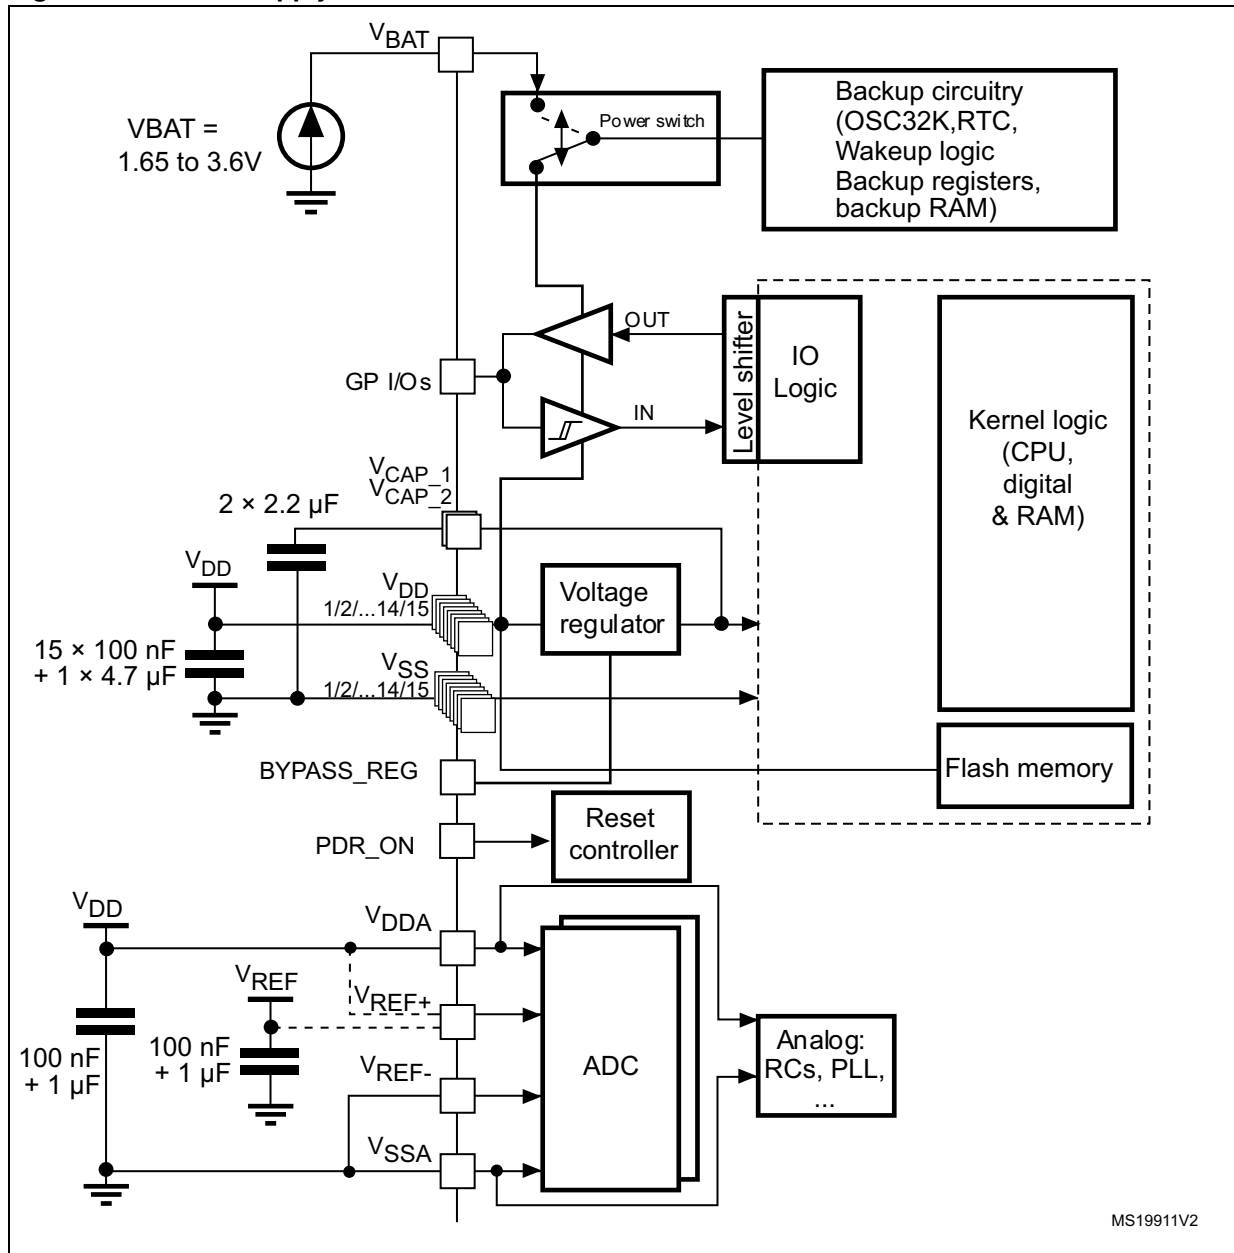 VBAT
VBAT =
1.65 to 3.6V
Power switch
Backup circuitry
(OSC32K,RTC,
Wakeup logic
Backup registers,
backup RAM)
OUT
GP I/Os
IN
Level shifter
IO
Logic
Kernel logic
(CPU,
digital
& RAM)
VCAP_1
VCAP_2
2 × 2.2 μF
VDD
VDD
1/2/...14/15
Voltage
regulator
15 × 100 nF
+ 1 × 4.7 μF
VSS
1/2/...14/15
BYPASS_REG
Flash memory
PDR_ON
Reset
controller
VDD
VDDA
VREF
VREF+
100 nF
+ 1 μF
100 nF
+ 1 μF
VREF-
ADC
Analog:
RCs, PLL,
...
VSSA
MS19911V2